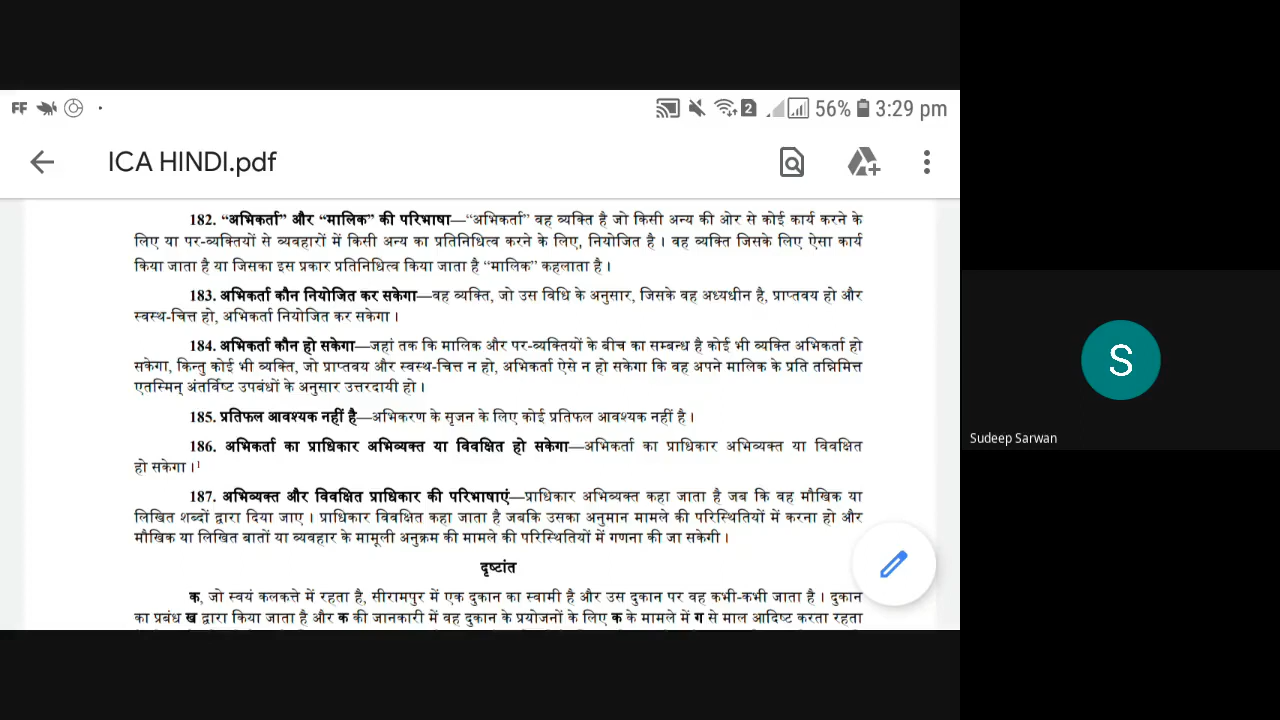 FF 2 56% 3:29 pm
ICA HINDI.pdf
182. “अभिकर्ता” और “मालिक” की परिभाषा—“अभिकर्ता” वह व्यक्ति है जो किसी अन्य की ओर से कोई कार्य करने के
लिए या पर-व्यक्तियों से व्यवहारों में किसी अन्य का प्रतिनिधित्व करने के लिए, नियोजित है । वह व्यक्ति जिसके लिए ऐसा कार्य
किया जाता है या जिसका इस प्रकार प्रतिनिधित्व किया जाता है “मालिक” कहलाता है ।
183. अभिकर्ता कौन नियोजित कर सकेगा—वह व्यक्ति, जो उस विधि के अनुसार, जिसके वह अध्यधीन है, प्राप्तवय हो और
स्वस्थ-चित्त हो, अभिकर्ता नियोजित कर सकेगा ।
184. अभिकर्ता कौन हो सकेगा—जहां तक कि मालिक और पर-व्यक्तियों के बीच का सम्बन्ध है कोई भी व्यक्ति अभिकर्ता हो
सकेगा, किन्तु कोई भी व्यक्ति, जो प्राप्तवय और स्वस्थ-चित्त न हो, अभिकर्ता ऐसे न हो सकेगा कि वह अपने मालिक के प्रति तन्निमित्त
एतस्मिन् अंतर्विष्ट उपबंधों के अनुसार उत्तरदायी हो ।
185. प्रतिफल आवश्यक नहीं है—अभिकरण के सृजन के लिए कोई प्रतिफल आवश्यक नहीं है ।
186. अभिकर्ता का प्राधिकार अभिव्यक्त या विवक्षित हो सकेगा—अभिकर्ता का प्राधिकार अभिव्यक्त या विवक्षित
हो सकेगा ।¹
187. अभिव्यक्त और विवक्षित प्राधिकार की परिभाषाएं—प्राधिकार अभिव्यक्त कहा जाता है जब कि वह मौखिक या
लिखित शब्दों द्वारा दिया जाए । प्राधिकार विवक्षित कहा जाता है जबकि उसका अनुमान मामले की परिस्थितियों में करना हो और
मौखिक या लिखित बातों या व्यवहार के मामूली अनुक्रम की मामले की परिस्थितियों में गणना की जा सकेगी ।
दृष्टांत
क, जो स्वयं कलकत्ते में रहता है, सीरामपुर में एक दुकान का स्वामी है और उस दुकान पर वह कभी-कभी जाता है । दुकान
का प्रबंध ख द्वारा किया जाता है और क की जानकारी में वह दुकान के प्रयोजनों के लिए क के मामले में ग से माल आदिष्ट करता रहता
S
Sudeep Sarwan